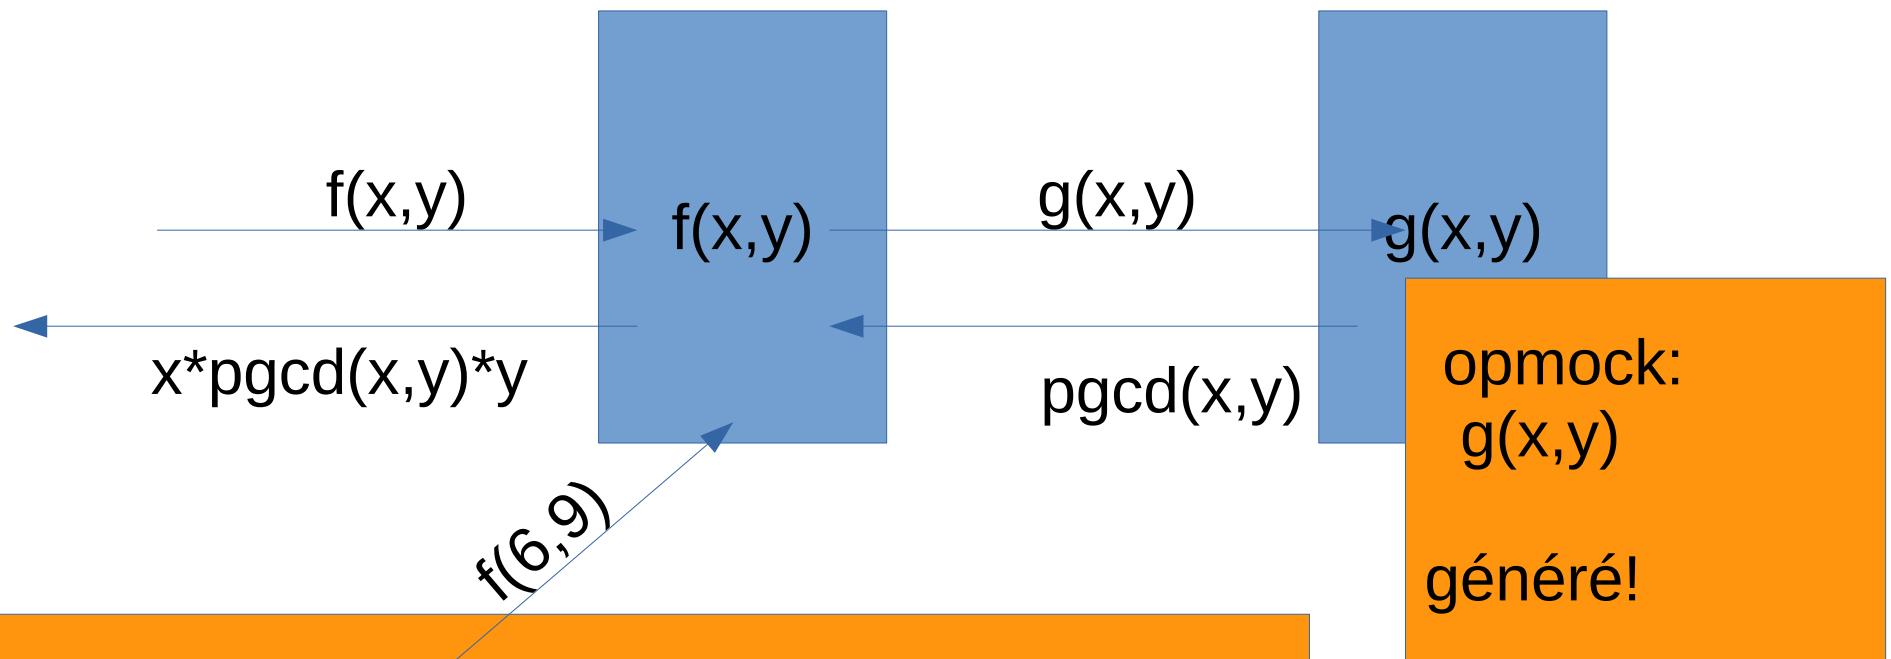 f(x,y)
g(x,y)
f(x,y)
g(x,y)
x*pgcd(x,y)*y
pgcd(x,y)
opmock:
g(x,y)
f(6,9)
généré!